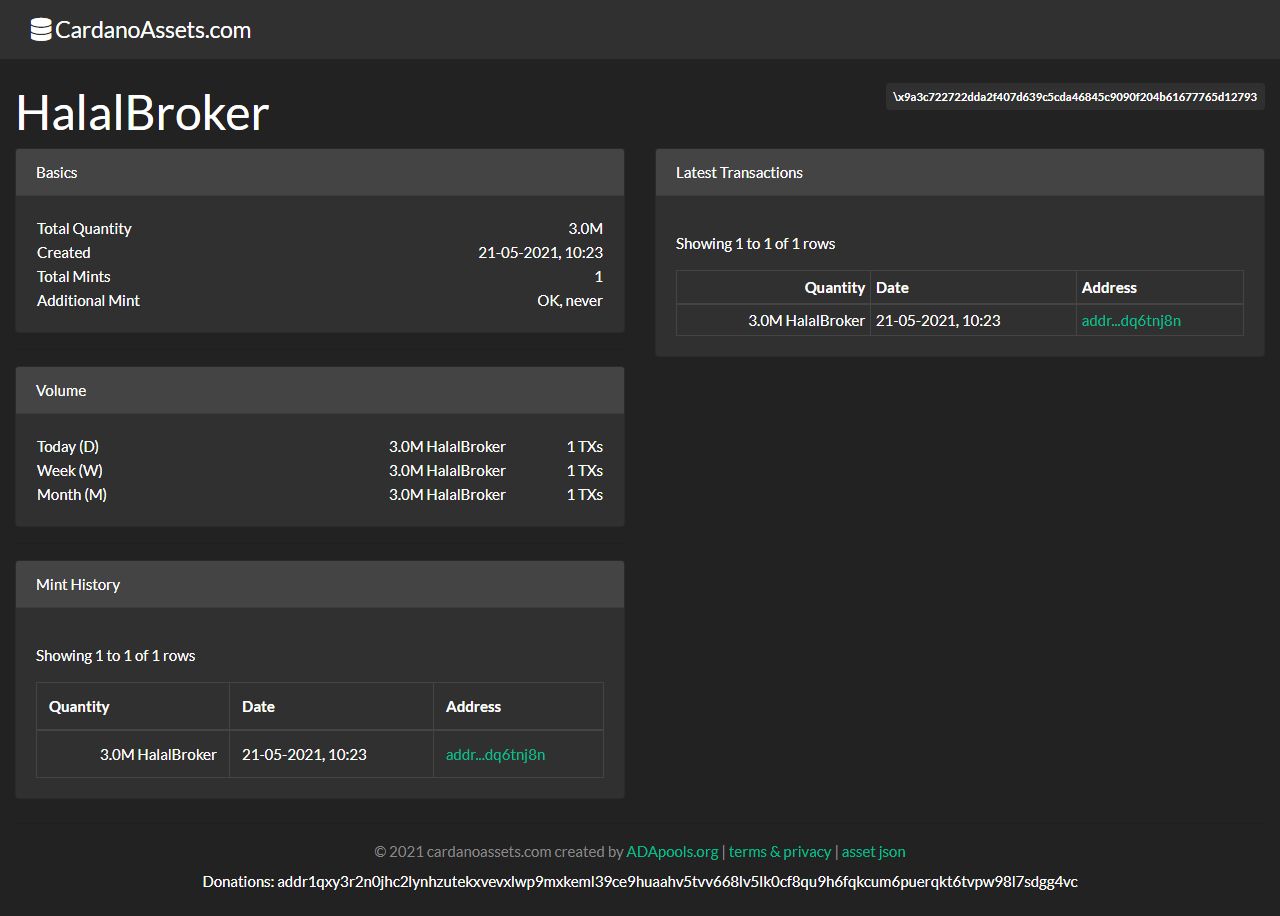 CardanoAssets.com
HalalBroker
\x9a3c722722dda2f407d639c5cda46845c9090f204b61677765d12793
Basics
Total Quantity 3.0M
Created 21-05-2021, 10:23
Total Mints 1
Additional Mint OK, never
Volume
Today (D) 3.0M HalalBroker 1 TXs
Week (W) 3.0M HalalBroker 1 TXs
Month (M) 3.0M HalalBroker 1 TXs
Mint History
Showing 1 to 1 of 1 rows
Quantity Date Address
3.0M HalalBroker 21-05-2021, 10:23 addr...dq6tnj8n
Latest Transactions
Showing 1 to 1 of 1 rows
Quantity Date Address
3.0M HalalBroker 21-05-2021, 10:23 addr...dq6tnj8n
© 2021 cardanoassets.com created by ADApools.org | terms & privacy | asset json
Donations: addr1qxy3r2n0jhc2lynhzutekxvevxlwp9mxkeml39ce9huaahv5tvv668lv5lk0cf8qu9h6fqkcum6puerqkt6tvpw98l7sdgg4vc